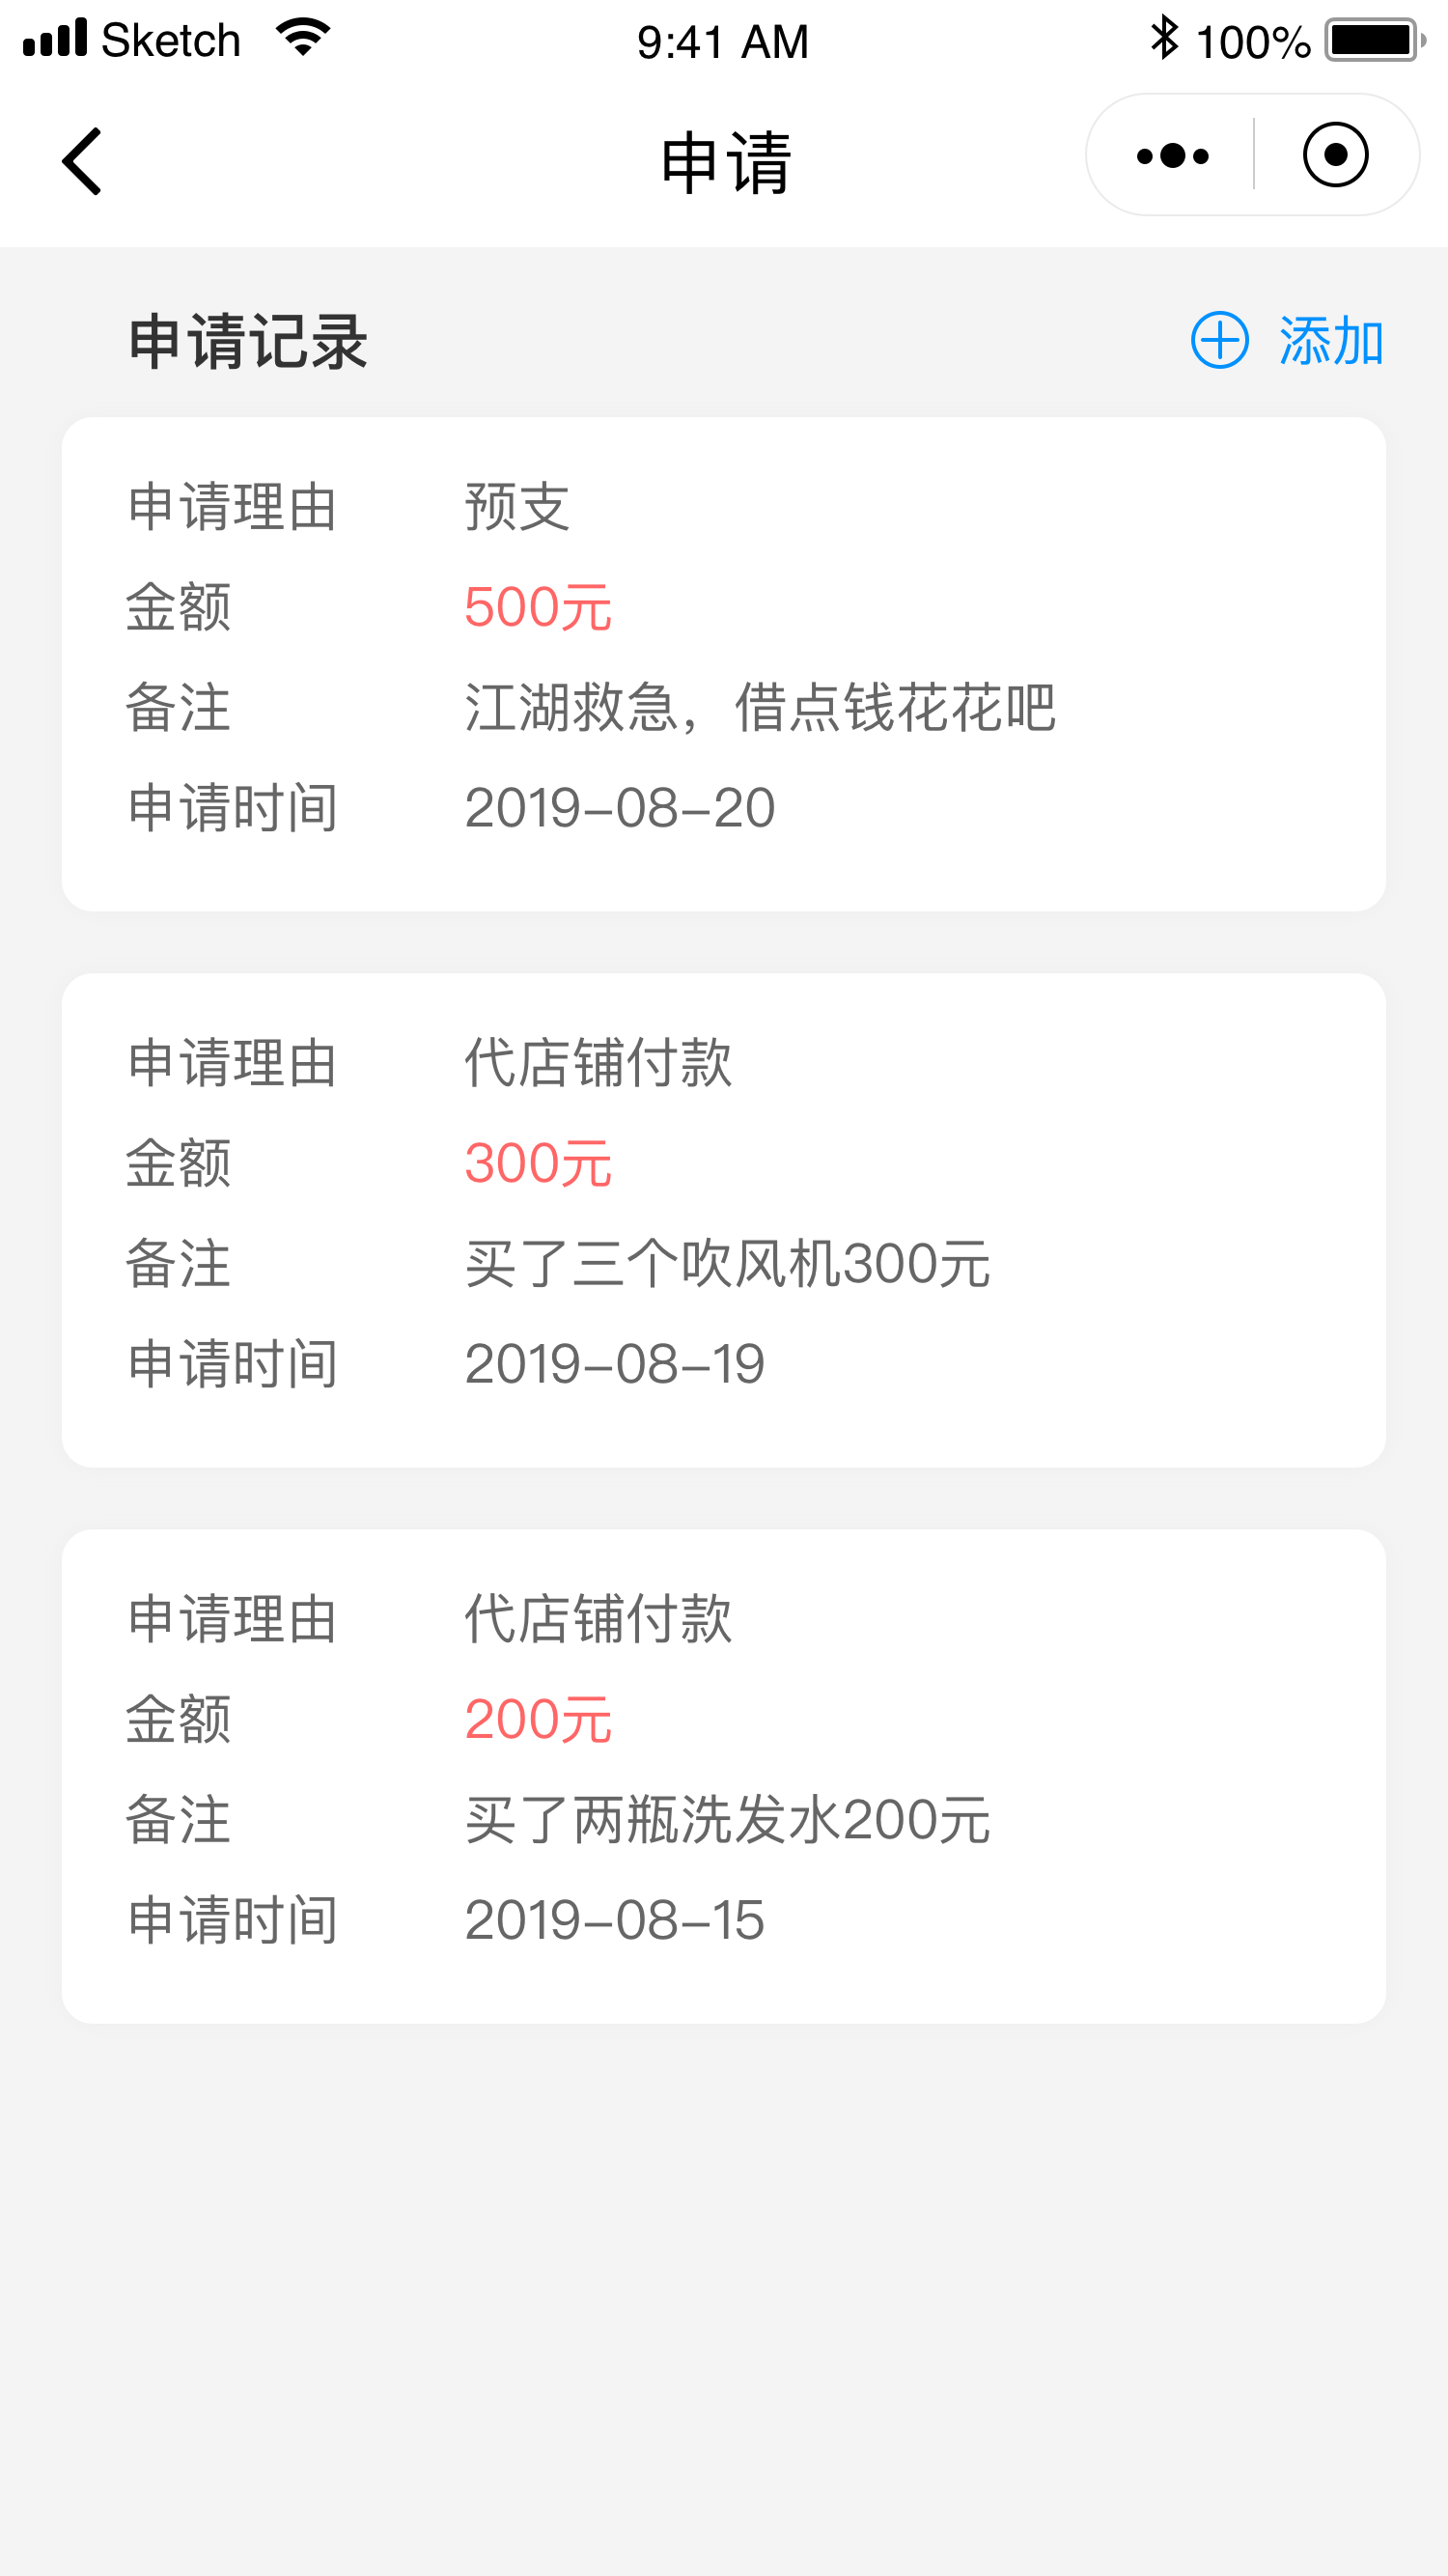 Sketch 9:41 AM 100%
申请
申请记录 添加
申请理由 预支
金额 500元
备注 江湖救急，借点钱花花吧
申请时间 2019-08-20
申请理由 代店铺付款
金额 300元
备注 买了三个吹风机300元
申请时间 2019-08-19
申请理由 代店铺付款
金额 200元
备注 买了两瓶洗发水200元
申请时间 2019-08-15